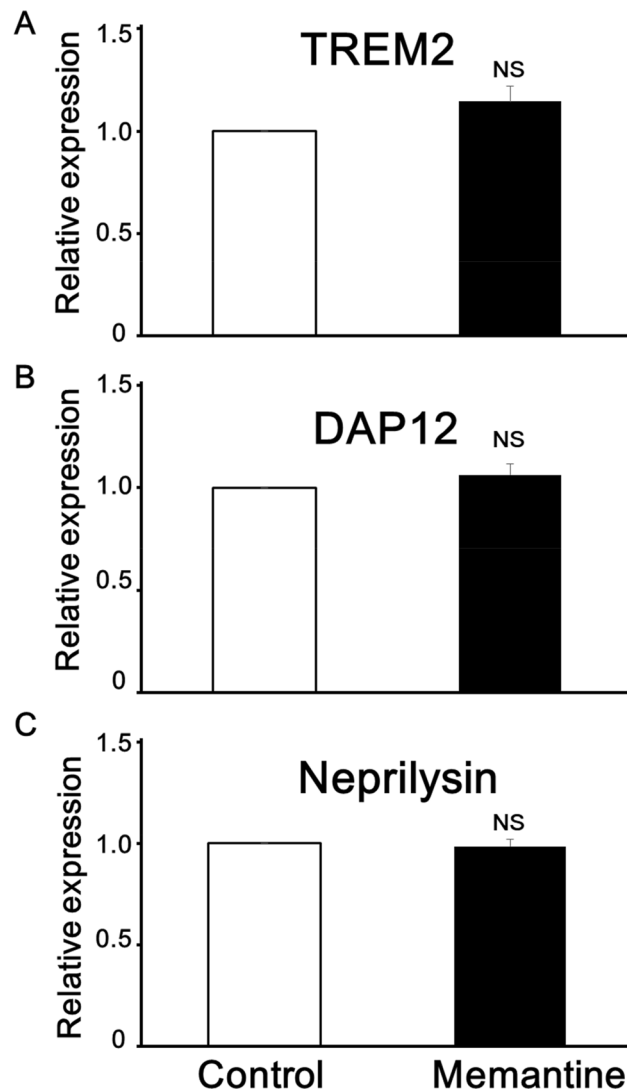 A
TREM2
NS
Relative expression
1.5
1.0
0.5
0
B
DAP12
NS
Relative expression
1.5
1.0
0.5
0
C
Neprilysin
NS
Relative expression
1.5
1.0
0.5
0
Control Memantine